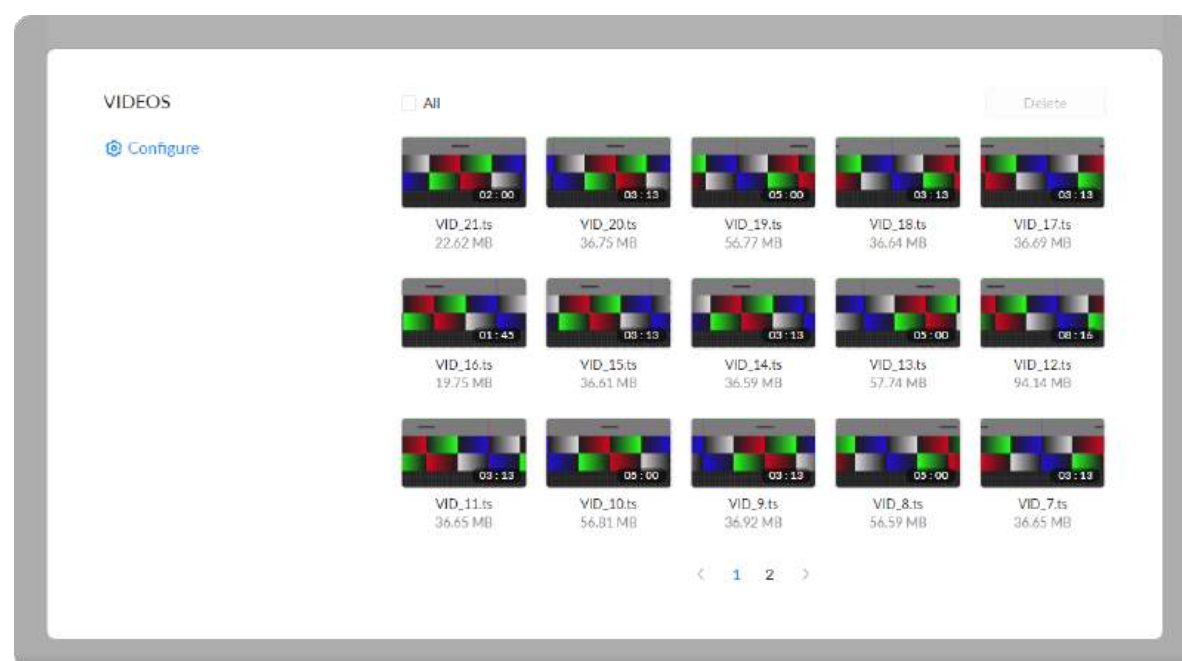 VIDEOS
All
Delete
Configure
02:00 03:13 05:00 03:13 03:13
VID_21.ts VID_20.ts VID_19.ts VID_18.ts VID_17.ts
22.62 MB 36.75 MB 56.77 MB 36.64 MB 36.69 MB
01:45 03:13 03:13 05:00 08:16
VID_16.ts VID_15.ts VID_14.ts VID_13.ts VID_12.ts
19.75 MB 36.61 MB 36.59 MB 57.74 MB 94.14 MB
03:13 05:00 03:13 05:00 03:13
VID_11.ts VID_10.ts VID_9.ts VID_8.ts VID_7.ts
36.65 MB 56.81 MB 36.92 MB 56.59 MB 36.65 MB
< 1 2 >